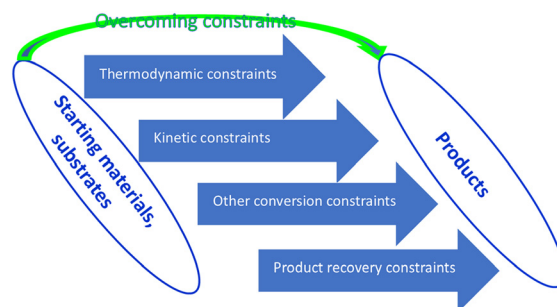 Overcoming constraints
Thermodynamic constraints
Starting materials,
substrates
Kinetic constraints
Products
Other conversion constraints
Product recovery constraints